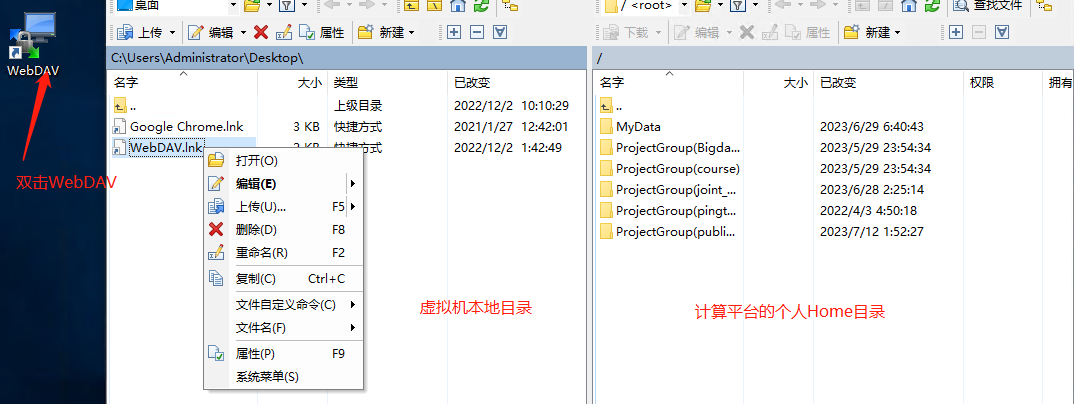 WebDAV
双击WebDAV
桌面
上传
编辑
属性
新建
C:\Users\Administrator\Desktop\
名字 大小 类型 已改变
.. 上级目录 2022/12/2 10:10:29
Google Chrome.lnk 3 KB 快捷方式 2021/1/27 12:42:01
WebDAV.lnk 2 KB 快捷方式 2022/12/2 1:42:49
打开(O)
编辑(E)
上传(U)... F5
删除(D) F8
重命名(R) F2
复制(C) Ctrl+C
文件自定义命令(C)
文件名(F)
属性(P) F9
系统菜单(S)
虚拟机本地目录
/ <root>
查找文件
下载
编辑
属性
新建
/
名字 大小 已改变 权限 拥有
..
MyData 2023/6/29 6:40:43
ProjectGroup(Bigda... 2023/5/29 23:54:34
ProjectGroup(course) 2023/5/29 23:54:34
ProjectGroup(joint_... 2023/6/28 2:25:14
ProjectGroup(pingt... 2022/4/3 4:50:18
ProjectGroup(publi... 2023/7/12 1:52:27
计算平台的个人Home目录